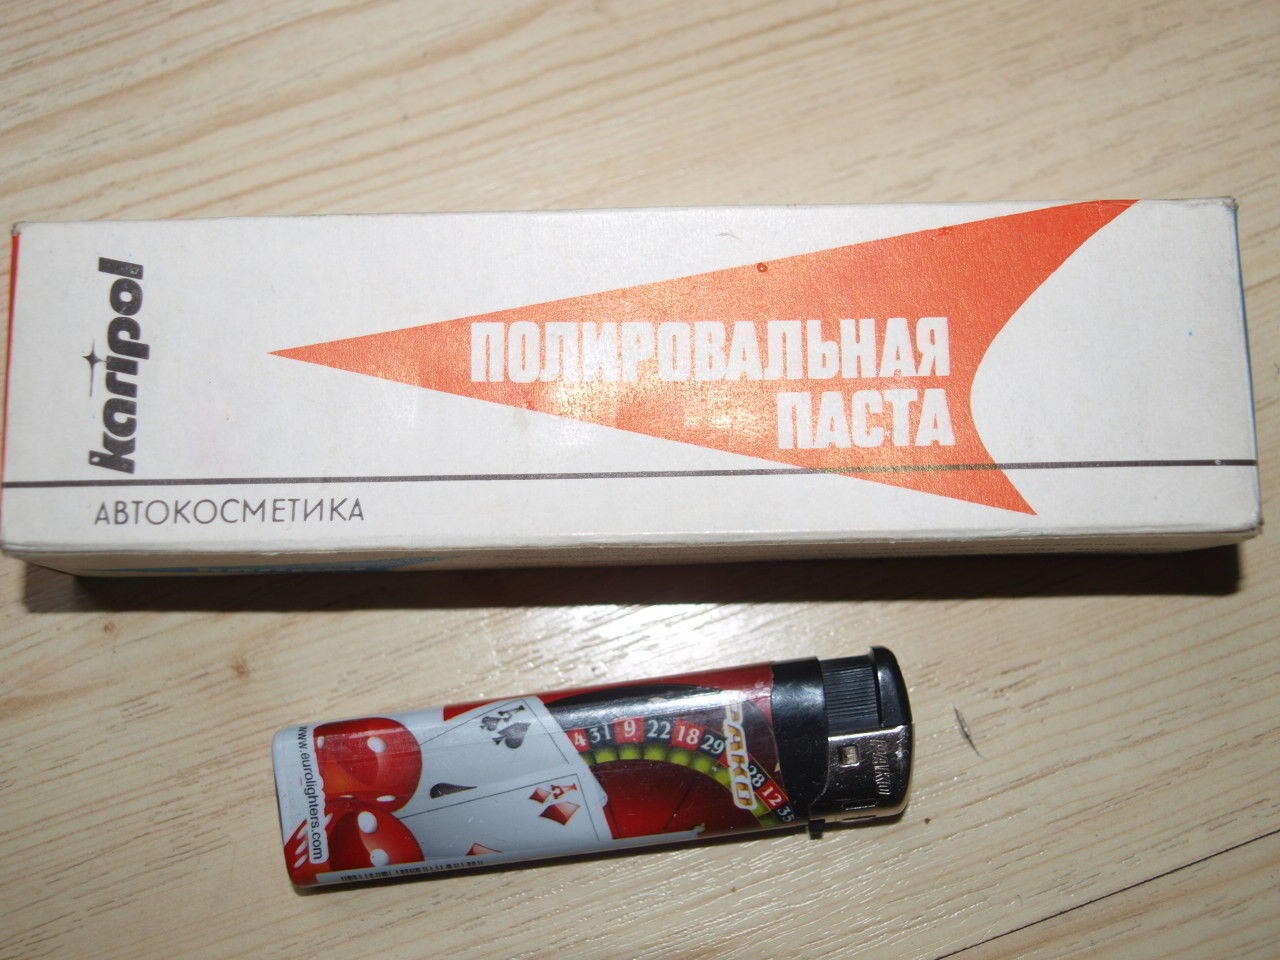 karipol
ПОЛИРОВАЛЬНАЯ
ПАСТА
АВТОКОСМЕТИКА
4 31 9 22 18 29 28 12 35
www.eurolighters.com